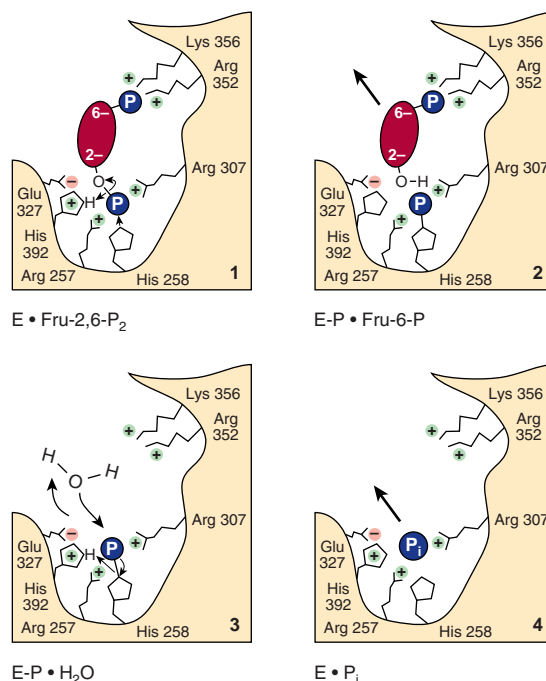 Lys 356
+
Arg
352
P
+
6–
2–
Arg 307
–
O
Glu
327
+
H
P
+
+
His
392
Arg 257
His 258
1
E • Fru-2,6-P₂
Lys 356
+
Arg
352
P
+
6–
2–
Arg 307
–
O
H
Glu
327
P
+
+
His
392
Arg 257
His 258
2
E-P • Fru-6-P
Lys 356
+
Arg
352
+
H
H
O
Arg 307
–
P
+
Glu
327
+
H
+
His
392
Arg 257
His 258
3
E-P • H₂O
Lys 356
+
Arg
352
+
Arg 307
–
Pᵢ
+
Glu
327
+
+
His
392
Arg 257
His 258
4
E • Pᵢ